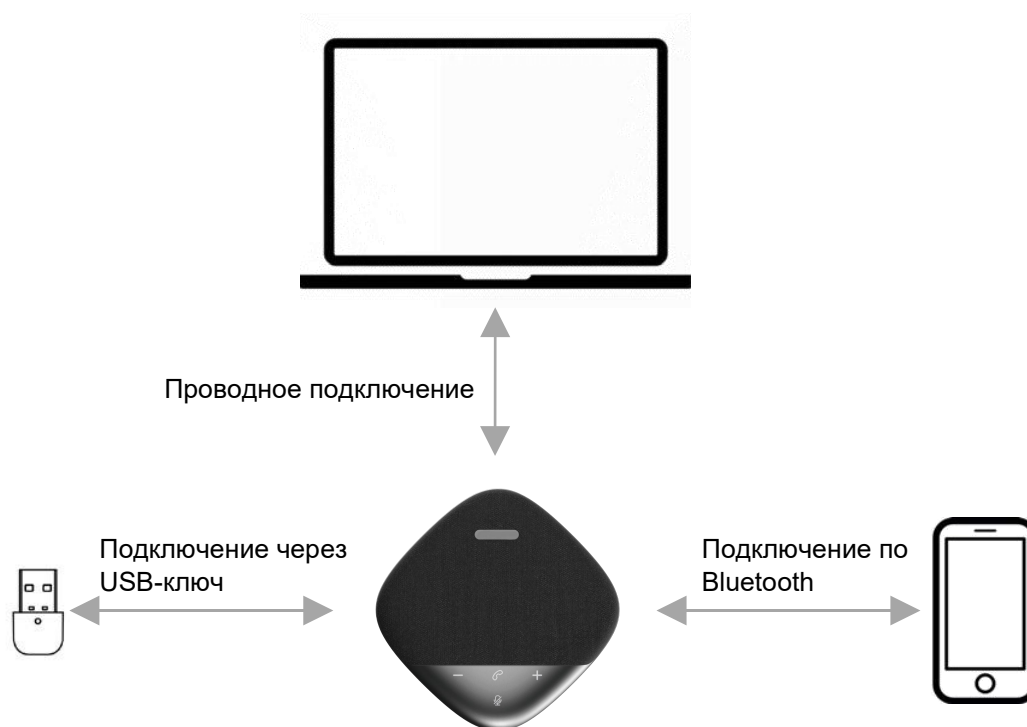 Проводное подключение
Подключение через
USB-ключ
Подключение по
Bluetooth